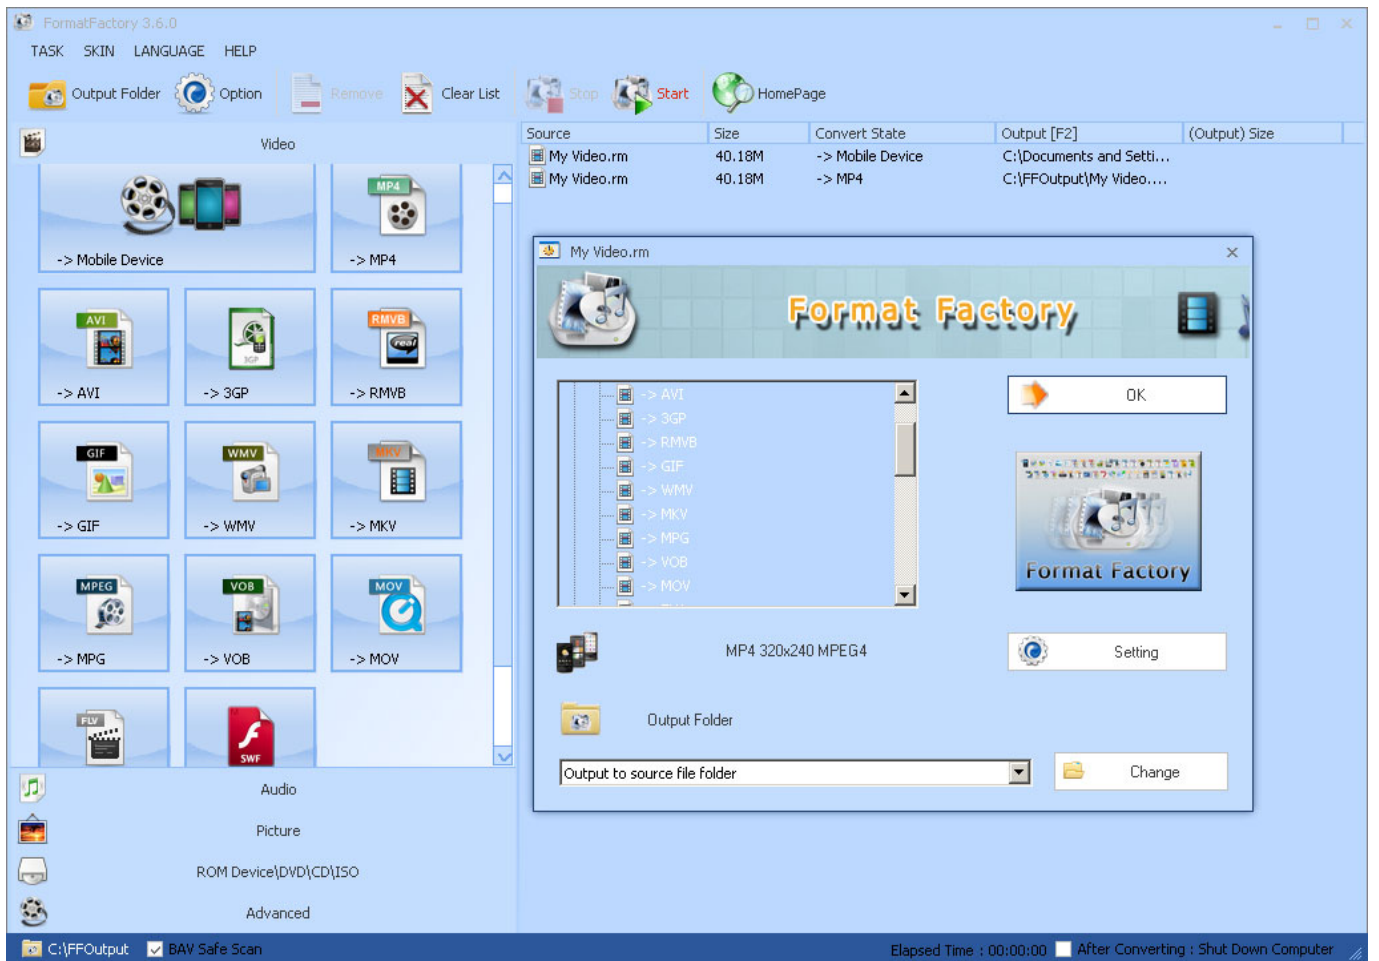 FormatFactory 3.6.0
TASK SKIN LANGUAGE HELP
Output Folder Option Remove Clear List Stop Start HomePage
Video
-> Mobile Device
MP4
-> MP4
AVI
-> AVI
3GP
-> 3GP
RMVB
real
-> RMVB
GIF
-> GIF
WMV
-> WMV
MKV
-> MKV
MPEG
-> MPG
VOB
-> VOB
MOV
-> MOV
FLV
SWF
Audio
Picture
ROM Device\DVD\CD\ISO
Advanced
Source Size Convert State Output [F2] (Output) Size
My Video.rm 40.18M -> Mobile Device C:\Documents and Setti...
My Video.rm 40.18M -> MP4 C:\FFOutput\My Video....
My Video.rm
Format Factory
-> AVI
-> 3GP
-> RMVB
-> GIF
-> WMV
-> MKV
-> MPG
-> VOB
-> MOV
OK
Format Factory
MP4 320x240 MPEG4
Setting
Output Folder
Output to source file folder
Change
C:\FFOutput BAV Safe Scan Elapsed Time : 00:00:00 After Converting : Shut Down Computer